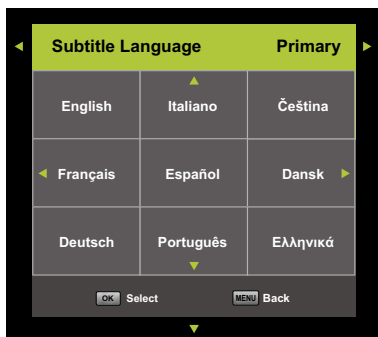 Subtitle Language Primary
English Italiano Čeština
Français Español Dansk
Deutsch Português Ελληνικά
OK Select MENU Back